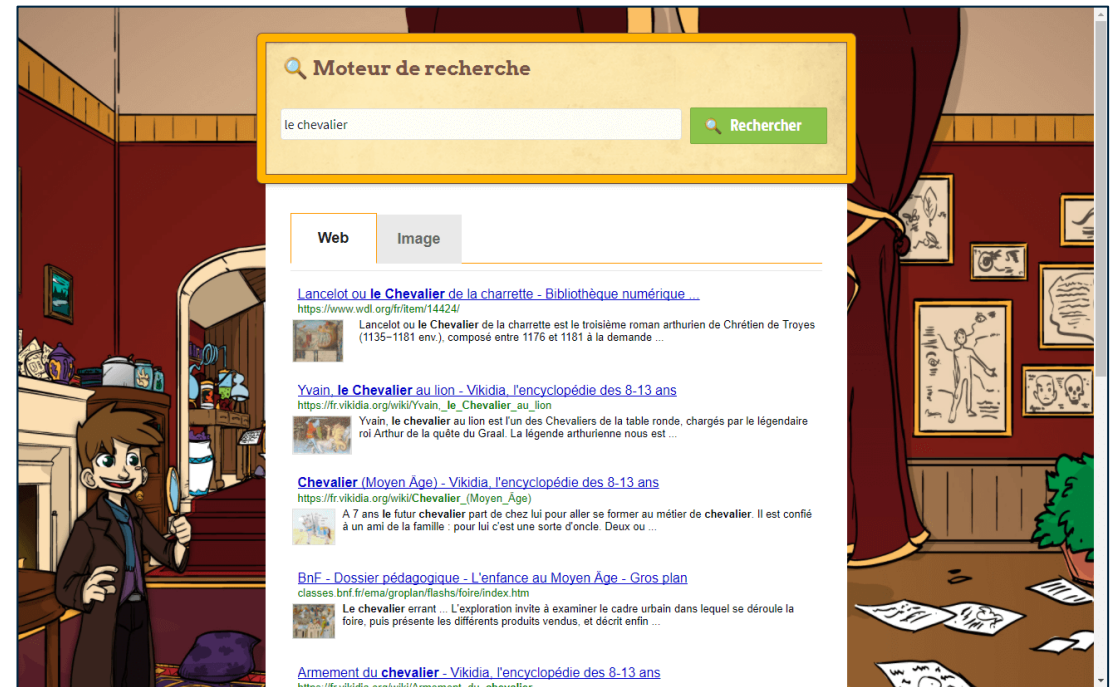 Moteur de recherche
le chevalier
Rechercher
Web
Image
Lancelot ou le Chevalier de la charrette - Bibliothèque numérique ...
https://www.wdl.org/fr/item/14424/
Lancelot ou le Chevalier de la charrette est le troisième roman arthurien de Chrétien de Troyes
(1135–1181 env.), composé entre 1176 et 1181 à la demande ...
Yvain, le Chevalier au lion - Vikidia, l'encyclopédie des 8-13 ans
https://fr.vikidia.org/wiki/Yvain,_le_Chevalier_au_lion
Yvain, le chevalier au lion est l'un des Chevaliers de la table ronde, chargés par le légendaire
roi Arthur de la quête du Graal. La légende arthurienne nous est ...
Chevalier (Moyen Âge) - Vikidia, l'encyclopédie des 8-13 ans
https://fr.vikidia.org/wiki/Chevalier_(Moyen_Âge)
A 7 ans le futur chevalier part de chez lui pour aller se former au métier de chevalier. Il est confié
à un ami de la famille : pour lui c'est une sorte d'oncle. Deux ou ...
BnF - Dossier pédagogique - L'enfance au Moyen Âge - Gros plan
classes.bnf.fr/ema/groplan/flashs/foire/index.htm
Le chevalier errant ... L'exploration invite à examiner le cadre urbain dans lequel se déroule la
foire, puis présente les différents produits vendus, et décrit enfin ...
Armement du chevalier - Vikidia, l'encyclopédie des 8-13 ans
https://fr.vikidia.org/wiki/Armement_du_chevalier